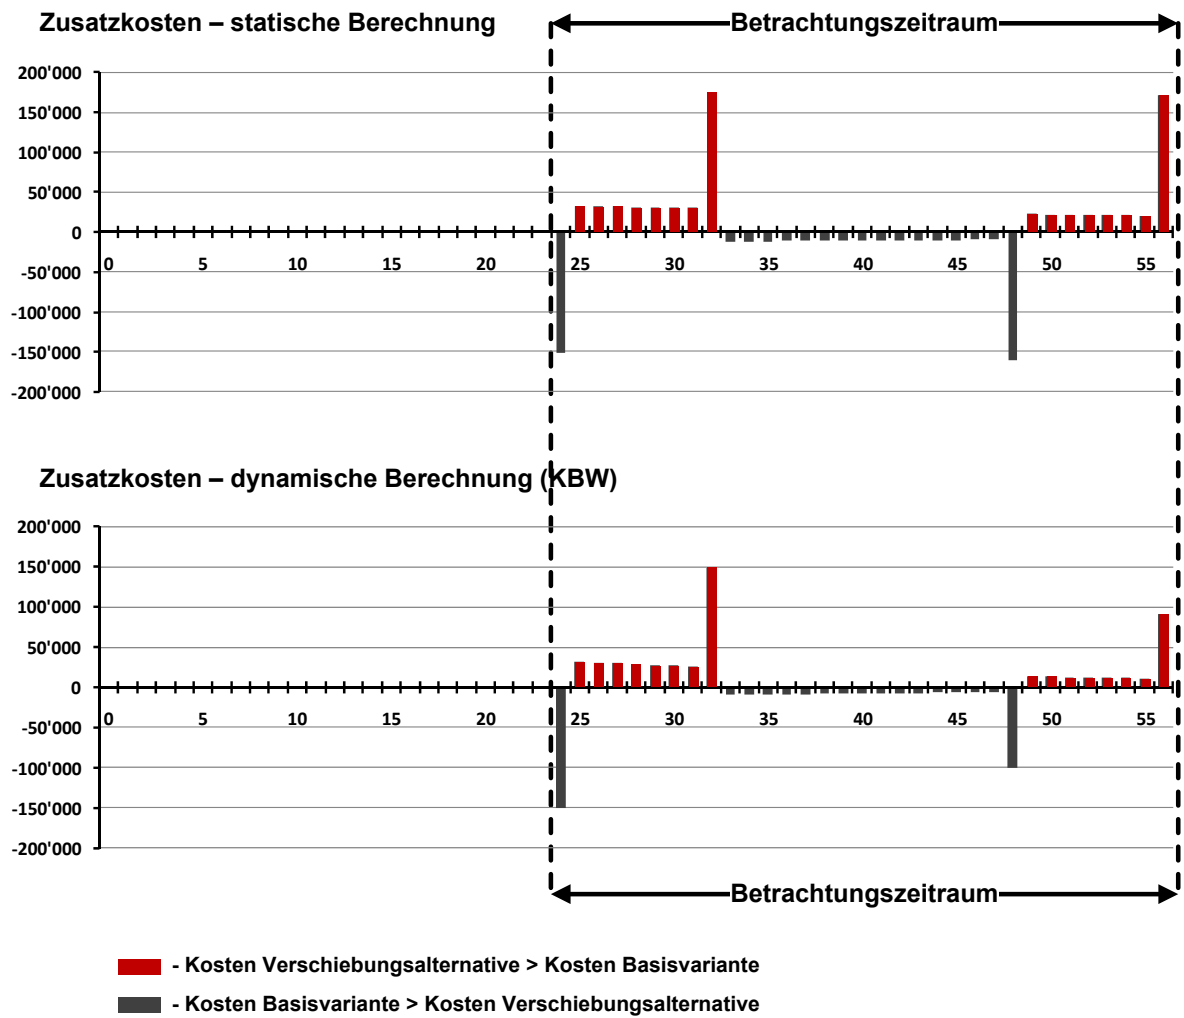 Zusatzkosten – statische Berechnung
Betrachtungszeitraum
200'000
150'000
100'000
50'000
0
-50'000
-100'000
-150'000
-200'000
0 5 10 15 20 25 30 35 40 45 50 55
Zusatzkosten – dynamische Berechnung (KBW)
200'000
150'000
100'000
50'000
0
-50'000
-100'000
-150'000
-200'000
0 5 10 15 20 25 30 35 40 45 50 55
Betrachtungszeitraum
- Kosten Verschiebungsalternative > Kosten Basisvariante
- Kosten Basisvariante > Kosten Verschiebungsalternative